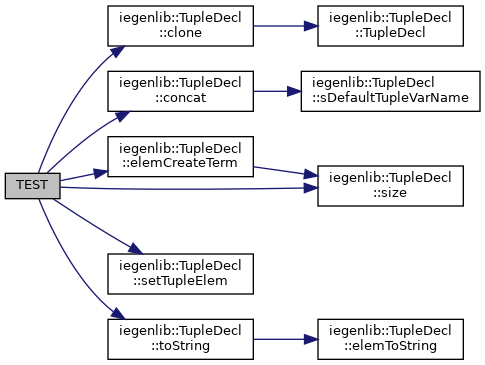 TEST
iegenlib::TupleDecl
::clone
iegenlib::TupleDecl
::TupleDecl
iegenlib::TupleDecl
::concat
iegenlib::TupleDecl
::sDefaultTupleVarName
iegenlib::TupleDecl
::elemCreateTerm
iegenlib::TupleDecl
::size
iegenlib::TupleDecl
::setTupleElem
iegenlib::TupleDecl
::toString
iegenlib::TupleDecl
::elemToString